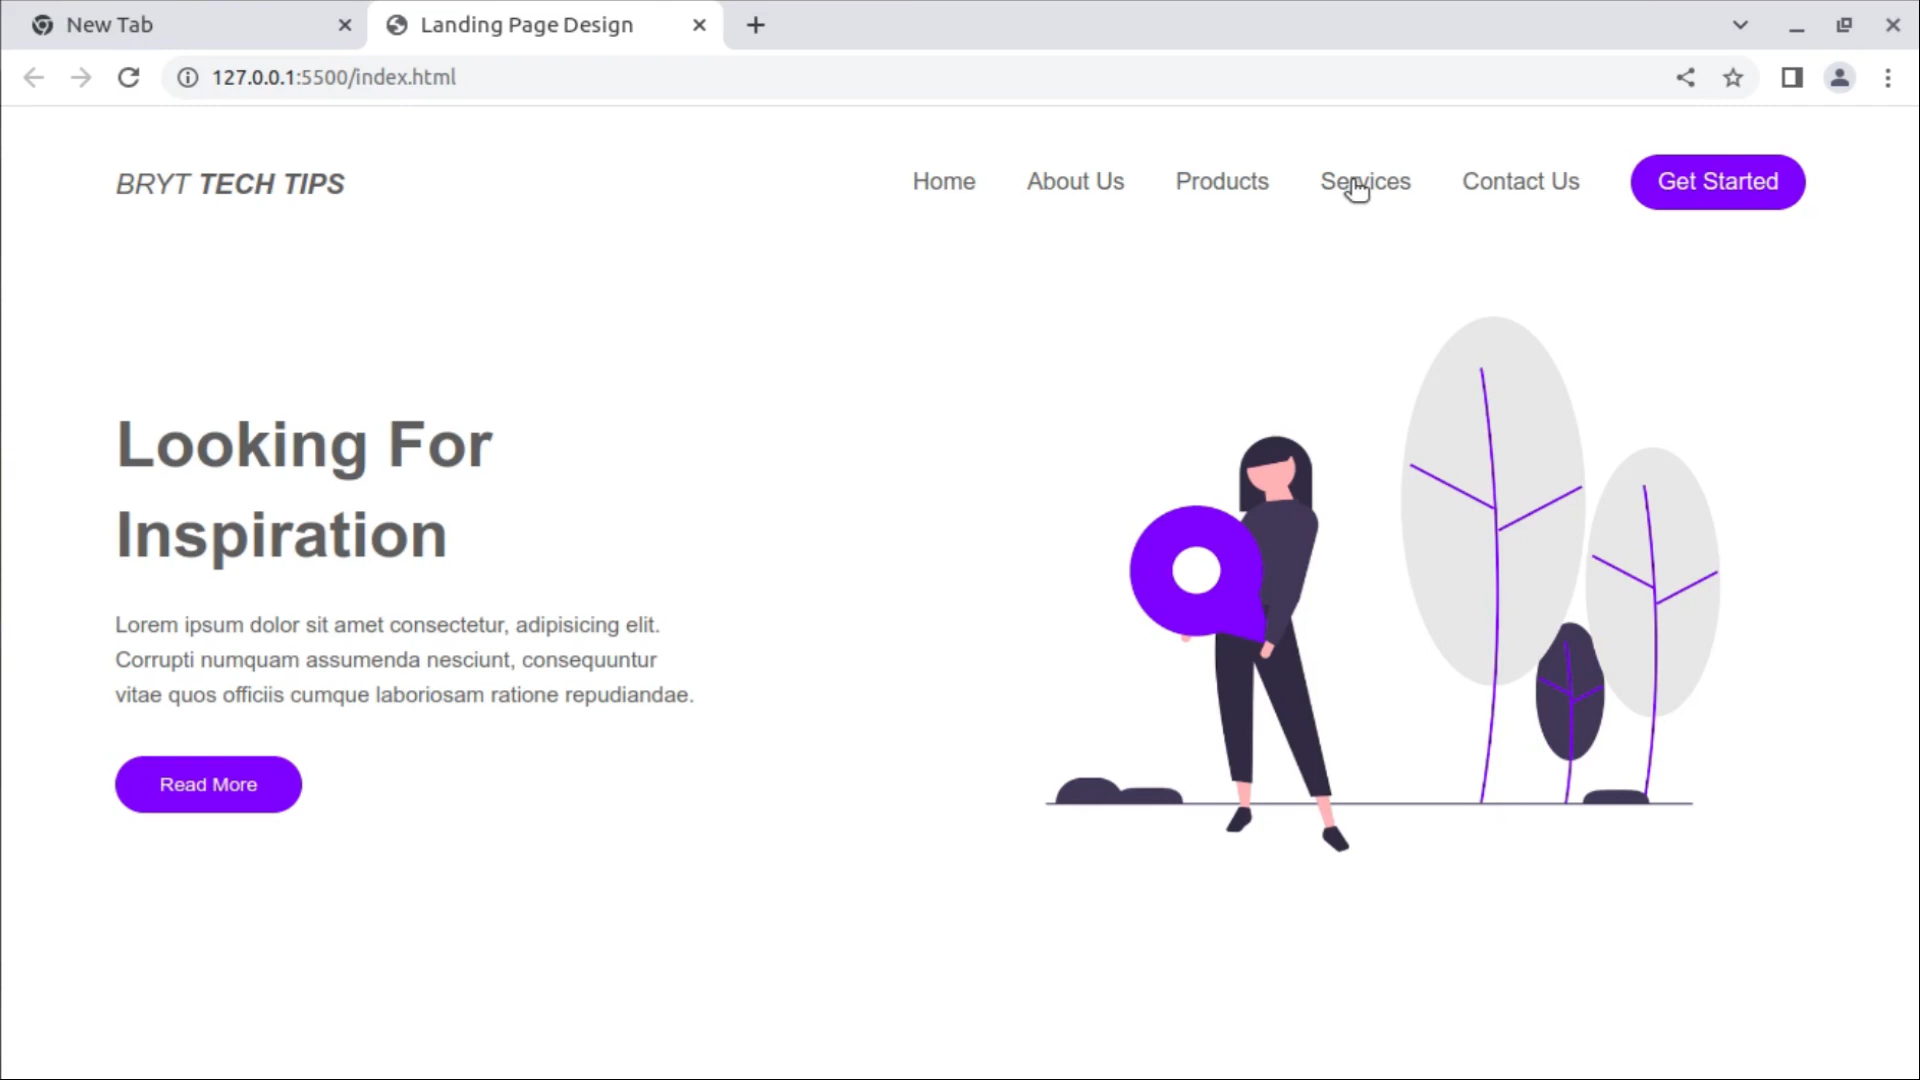 New Tab
Landing Page Design
127.0.0.1:5500/index.html
BRYT TECH TIPS
Home
About Us
Products
Services
Contact Us
Get Started
Looking For
Inspiration
Lorem ipsum dolor sit amet consectetur, adipisicing elit.
Corrupti numquam assumenda nesciunt, consequuntur
vitae quos officiis cumque laboriosam ratione repudiandae.
Read More